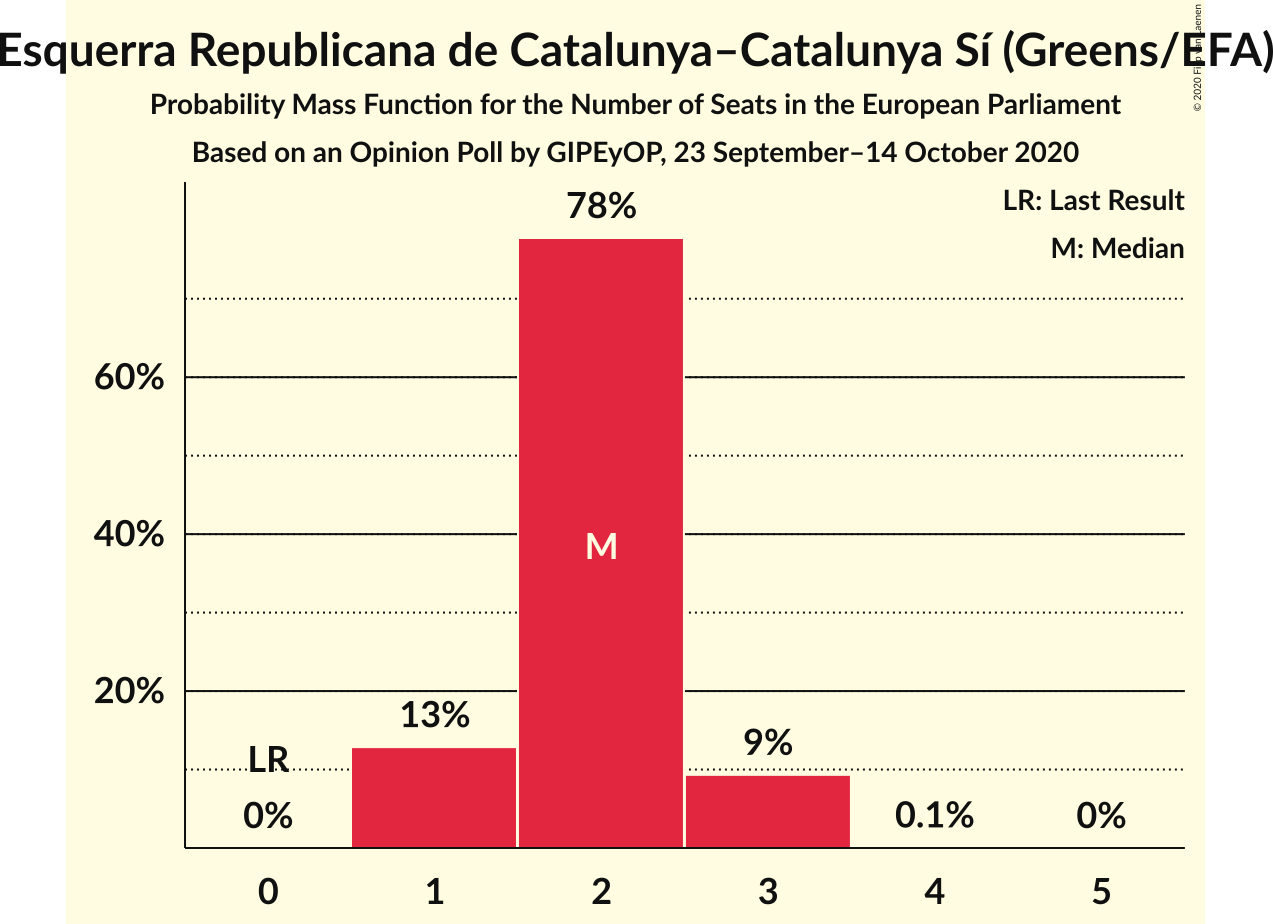 Esquerra Republicana de Catalunya–Catalunya Sí (Greens/EFA)
Probability Mass Function for the Number of Seats in the European Parliament
Based on an Opinion Poll by GIPEyOP, 23 September–14 October 2020
© 2020
LR: Last Result
M: Median
78%
60%
M
40%
20%
13%
9%
LR
0%
0.1%
0%
0 1 2 3 4 5